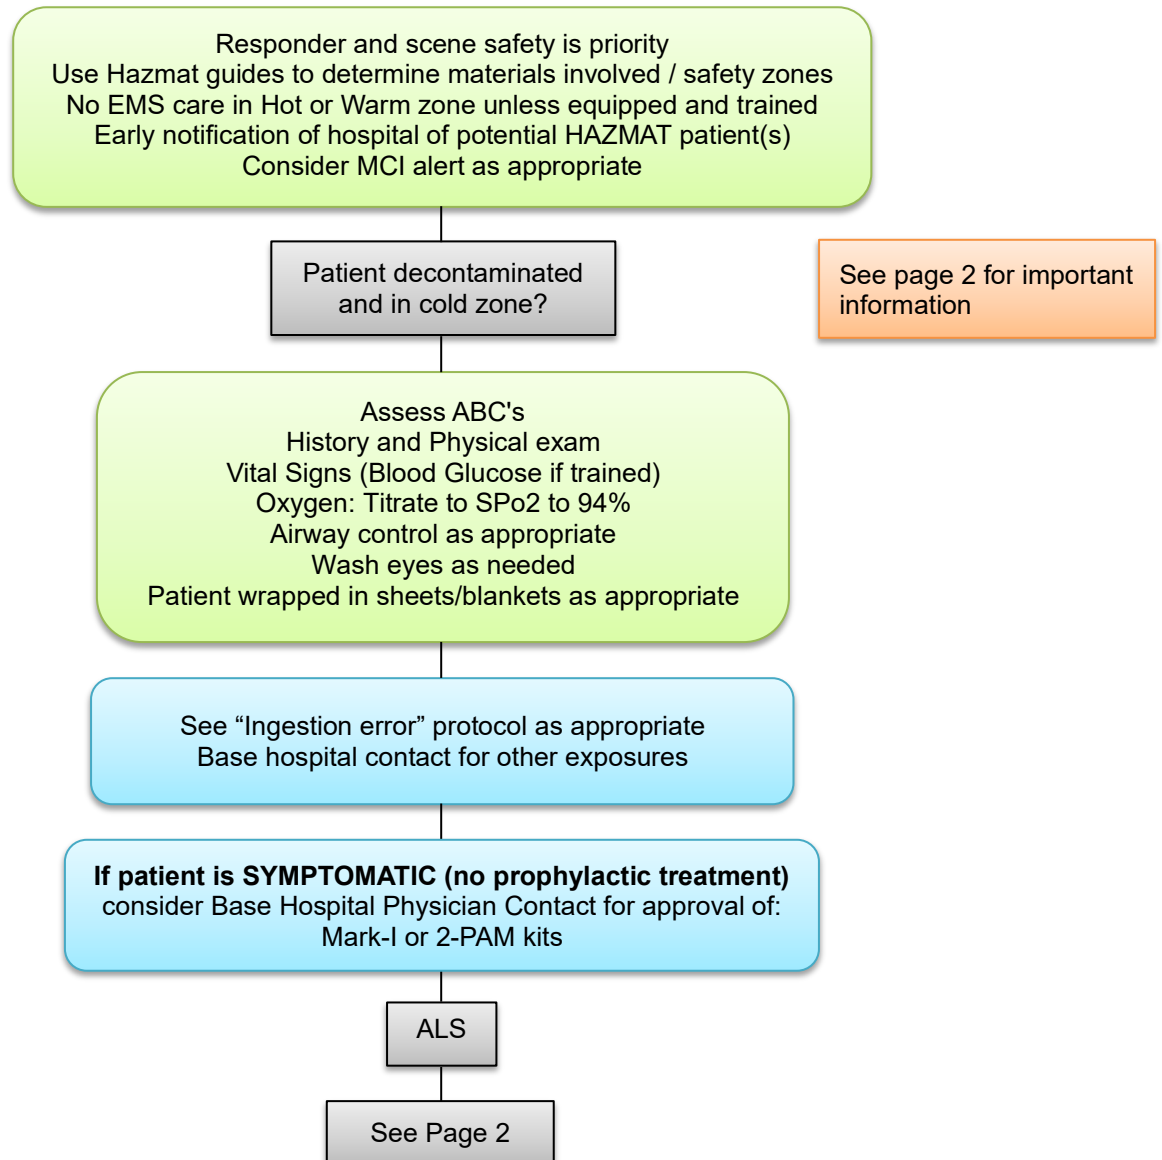 Responder and scene safety is priority
Use Hazmat guides to determine materials involved / safety zones
No EMS care in Hot or Warm zone unless equipped and trained
Early notification of hospital of potential HAZMAT patient(s)
Consider MCI alert as appropriate
Patient decontaminated
and in cold zone?
See page 2 for important
information
Assess ABC's
History and Physical exam
Vital Signs (Blood Glucose if trained)
Oxygen: Titrate to SPo2 to 94%
Airway control as appropriate
Wash eyes as needed
Patient wrapped in sheets/blankets as appropriate
See “Ingestion error” protocol as appropriate
Base hospital contact for other exposures
If patient is SYMPTOMATIC (no prophylactic treatment)
consider Base Hospital Physician Contact for approval of:
Mark-I or 2-PAM kits
ALS
See Page 2